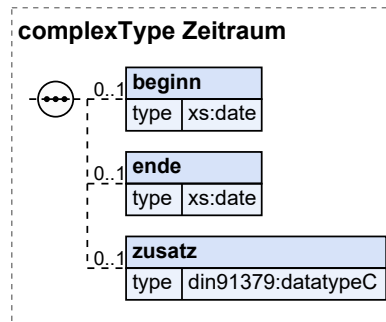 complexType Zeitraum
0..1 beginn
type xs:date
0..1 ende
type xs:date
0..1 zusatz
type din91379:datatypeC